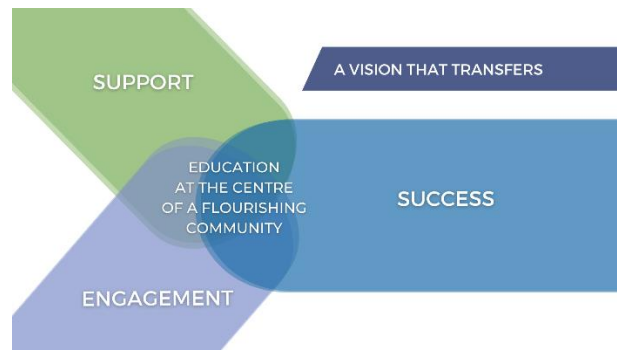 SUPPORT
A VISION THAT TRANSFERS
EDUCATION
AT THE CENTRE
OF A FLOURISHING
COMMUNITY
SUCCESS
ENGAGEMENT